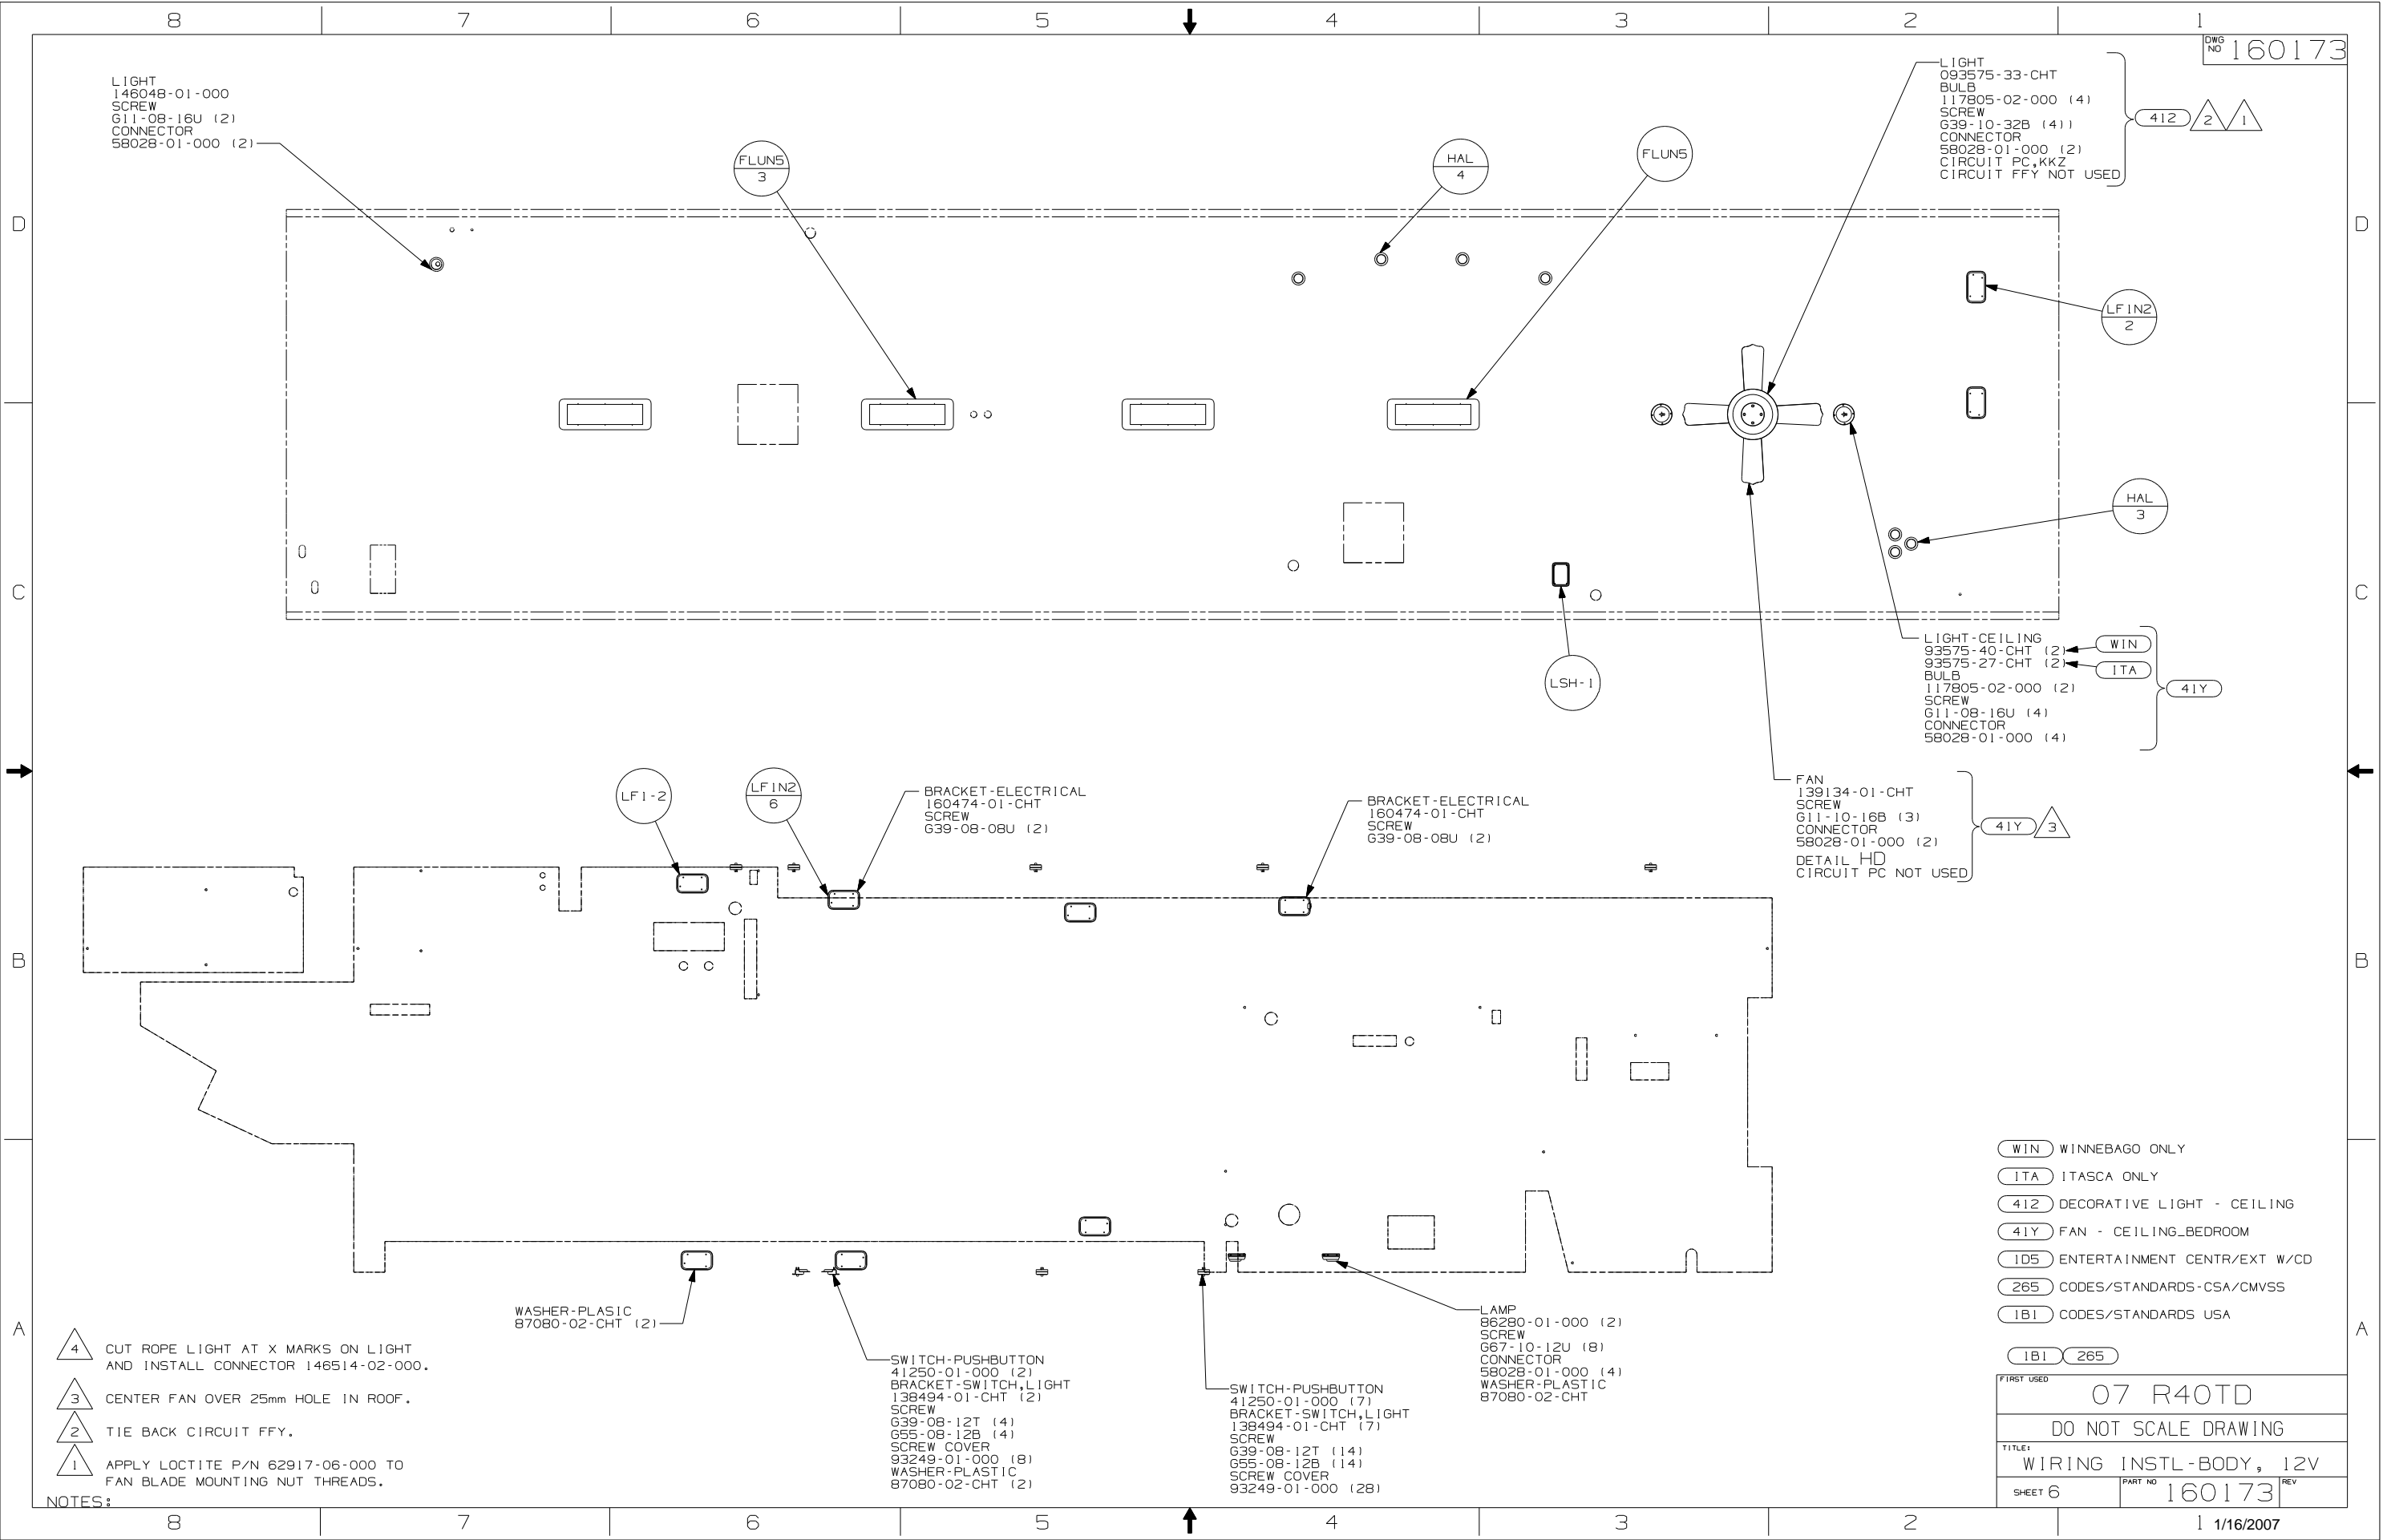 8 7 6 5 4 3 2 1
DWG NO 160173
LIGHT
146048-01-000
SCREW
G11-08-16U (2)
CONNECTOR
58028-01-000 (2)
FLUN5
3
HAL
4
FLUN5
LIGHT
093575-33-CHT
BULB
117805-02-000 (4)
SCREW
G39-10-32B (4))
CONNECTOR
58028-01-000 (2)
CIRCUIT PC,KKZ
CIRCUIT FFY NOT USED
412 2 1
D
D
LF1N2
2
HAL
3
C
C
LSH-1
LIGHT-CEILING
93575-40-CHT (2) WIN
93575-27-CHT (2) ITA
BULB
117805-02-000 (2)
SCREW
G11-08-16U (4)
CONNECTOR
58028-01-000 (4)
41Y
LF1-2
LF1N2
6
BRACKET-ELECTRICAL
160474-01-CHT
SCREW
G39-08-08U (2)
BRACKET-ELECTRICAL
160474-01-CHT
SCREW
G39-08-08U (2)
FAN
139134-01-CHT
SCREW
G11-10-16B (3)
CONNECTOR
58028-01-000 (2)
DETAIL HD
CIRCUIT PC NOT USED
41Y 3
B
B
WIN WINNEBAGO ONLY
ITA ITASCA ONLY
412 DECORATIVE LIGHT - CEILING
41Y FAN - CEILING_BEDROOM
1D5 ENTERTAINMENT CENTR/EXT W/CD
265 CODES/STANDARDS-CSA/CMVSS
1B1 CODES/STANDARDS USA
1B1 265
A
A
WASHER-PLASIC
87080-02-CHT (2)
SWITCH-PUSHBUTTON
41250-01-000 (2)
BRACKET-SWITCH,LIGHT
138494-01-CHT (2)
SCREW
G39-08-12T (4)
G55-08-12B (4)
SCREW COVER
93249-01-000 (8)
WASHER-PLASTIC
87080-02-CHT (2)
SWITCH-PUSHBUTTON
41250-01-000 (7)
BRACKET-SWITCH,LIGHT
138494-01-CHT (7)
SCREW
G39-08-12T (14)
G55-08-12B (14)
SCREW COVER
93249-01-000 (28)
LAMP
86280-01-000 (2)
SCREW
G67-10-12U (8)
CONNECTOR
58028-01-000 (4)
WASHER-PLASTIC
87080-02-CHT
4 CUT ROPE LIGHT AT X MARKS ON LIGHT
AND INSTALL CONNECTOR 146514-02-000.
3 CENTER FAN OVER 25mm HOLE IN ROOF.
2 TIE BACK CIRCUIT FFY.
1 APPLY LOCTITE P/N 62917-06-000 TO
FAN BLADE MOUNTING NUT THREADS.
NOTES:
FIRST USED
07 R40TD
DO NOT SCALE DRAWING
TITLE:
WIRING INSTL-BODY, 12V
SHEET 6 PART NO 160173 REV
8 7 6 5 4 3 2 1
1/16/2007